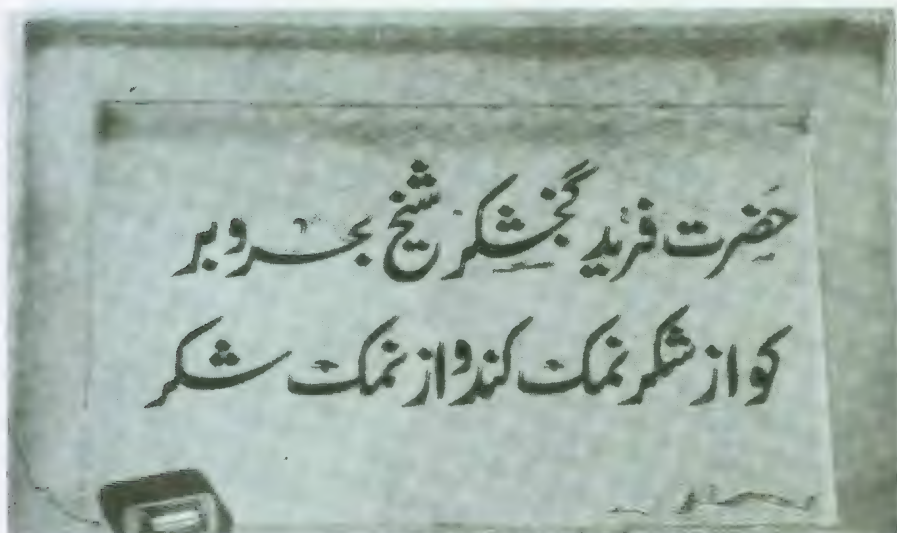 حضرت فرید گنجشکر شیخ بحر و بر
کو از شکر نمک کند و از نمک شکر